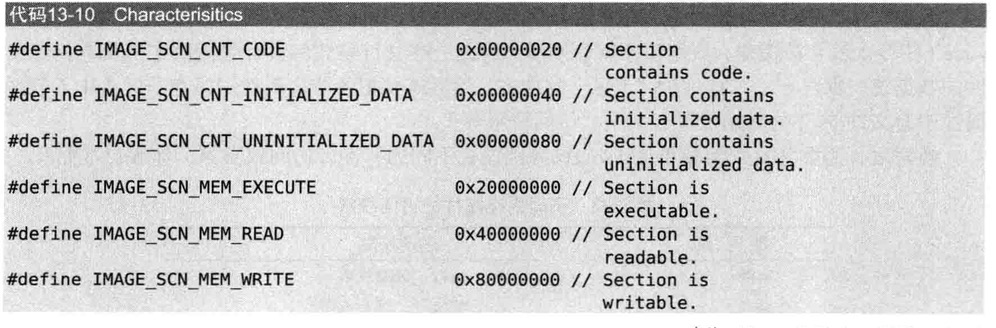 代码13-10 Characterisitics
#define IMAGE_SCN_CNT_CODE 0x00000020 // Section
contains code.
#define IMAGE_SCN_CNT_INITIALIZED_DATA 0x00000040 // Section contains
initialized data.
#define IMAGE_SCN_CNT_UNINITIALIZED_DATA 0x00000080 // Section contains
uninitialized data.
#define IMAGE_SCN_MEM_EXECUTE 0x20000000 // Section is
executable.
#define IMAGE_SCN_MEM_READ 0x40000000 // Section is
readable.
#define IMAGE_SCN_MEM_WRITE 0x80000000 // Section is
writable.